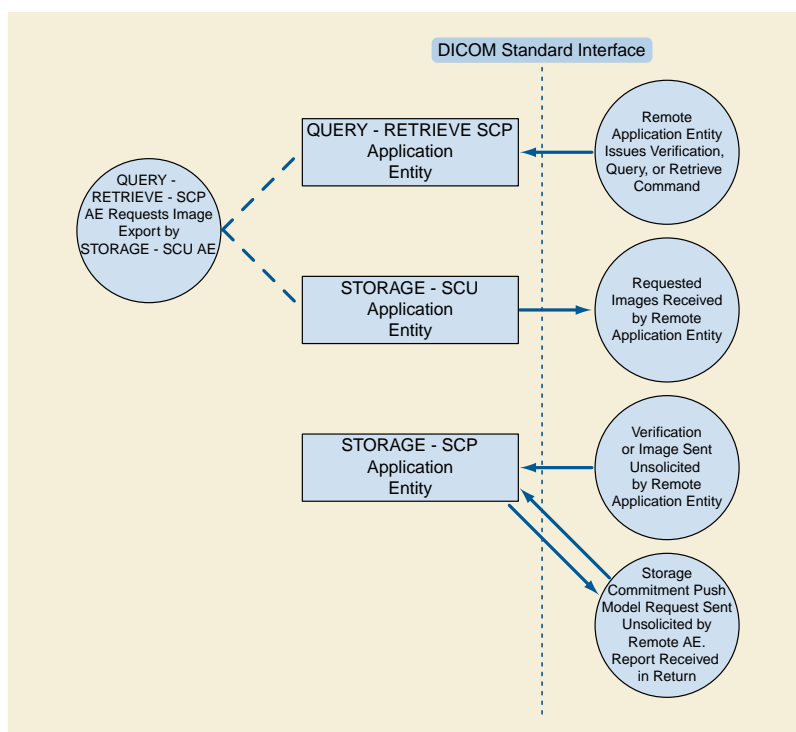 DICOM Standard Interface
QUERY - RETRIEVE SCP
Application
Entity
Remote
Application Entity
Issues Verification,
Query, or Retrieve
Command
QUERY -
RETRIEVE - SCP
AE Requests Image
Export by
STORAGE - SCU AE
STORAGE - SCU
Application
Entity
Requested
Images Received
by Remote
Application Entity
STORAGE - SCP
Application
Entity
Verification
or Image Sent
Unsolicited
by Remote
Application Entity
Storage
Commitment Push
Model Request Sent
Unsolicited by
Remote AE.
Report Received
in Return